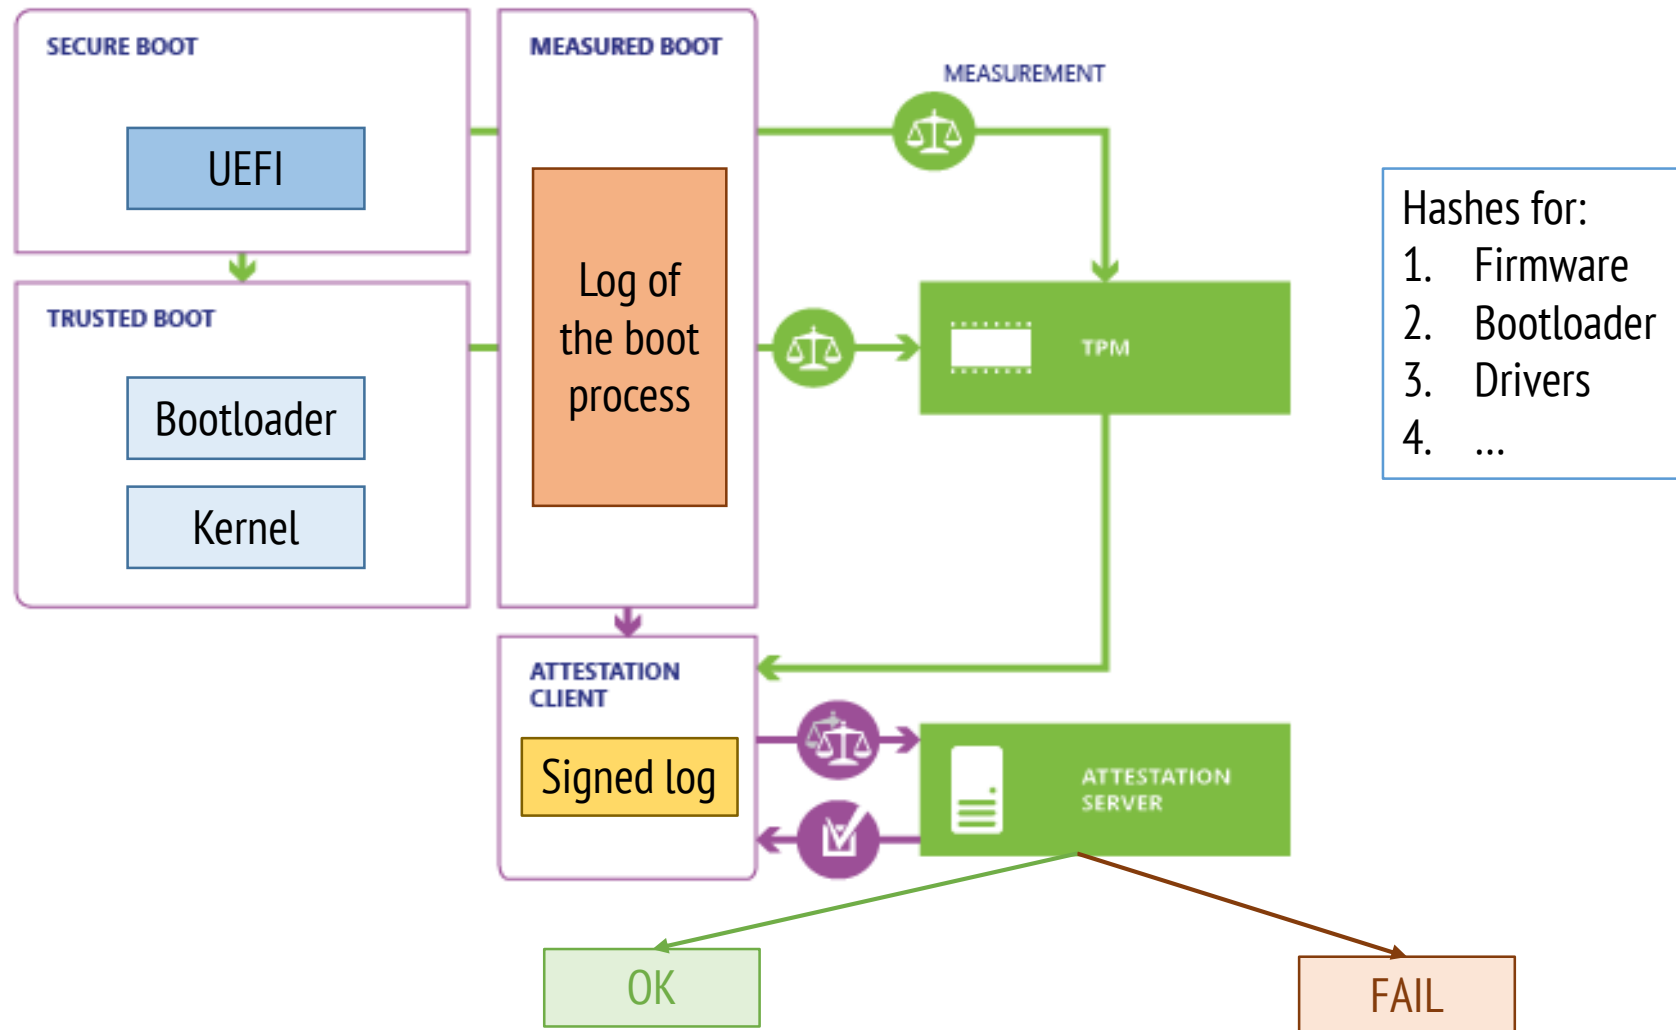 SECURE BOOT
UEFI
TRUSTED BOOT
Bootloader
Kernel
MEASURED BOOT
Log of
the boot
process
MEASUREMENT
TPM
Hashes for:
1. Firmware
2. Bootloader
3. Drivers
4. ...
ATTESTATION
CLIENT
Signed log
ATTESTATION
SERVER
OK
FAIL